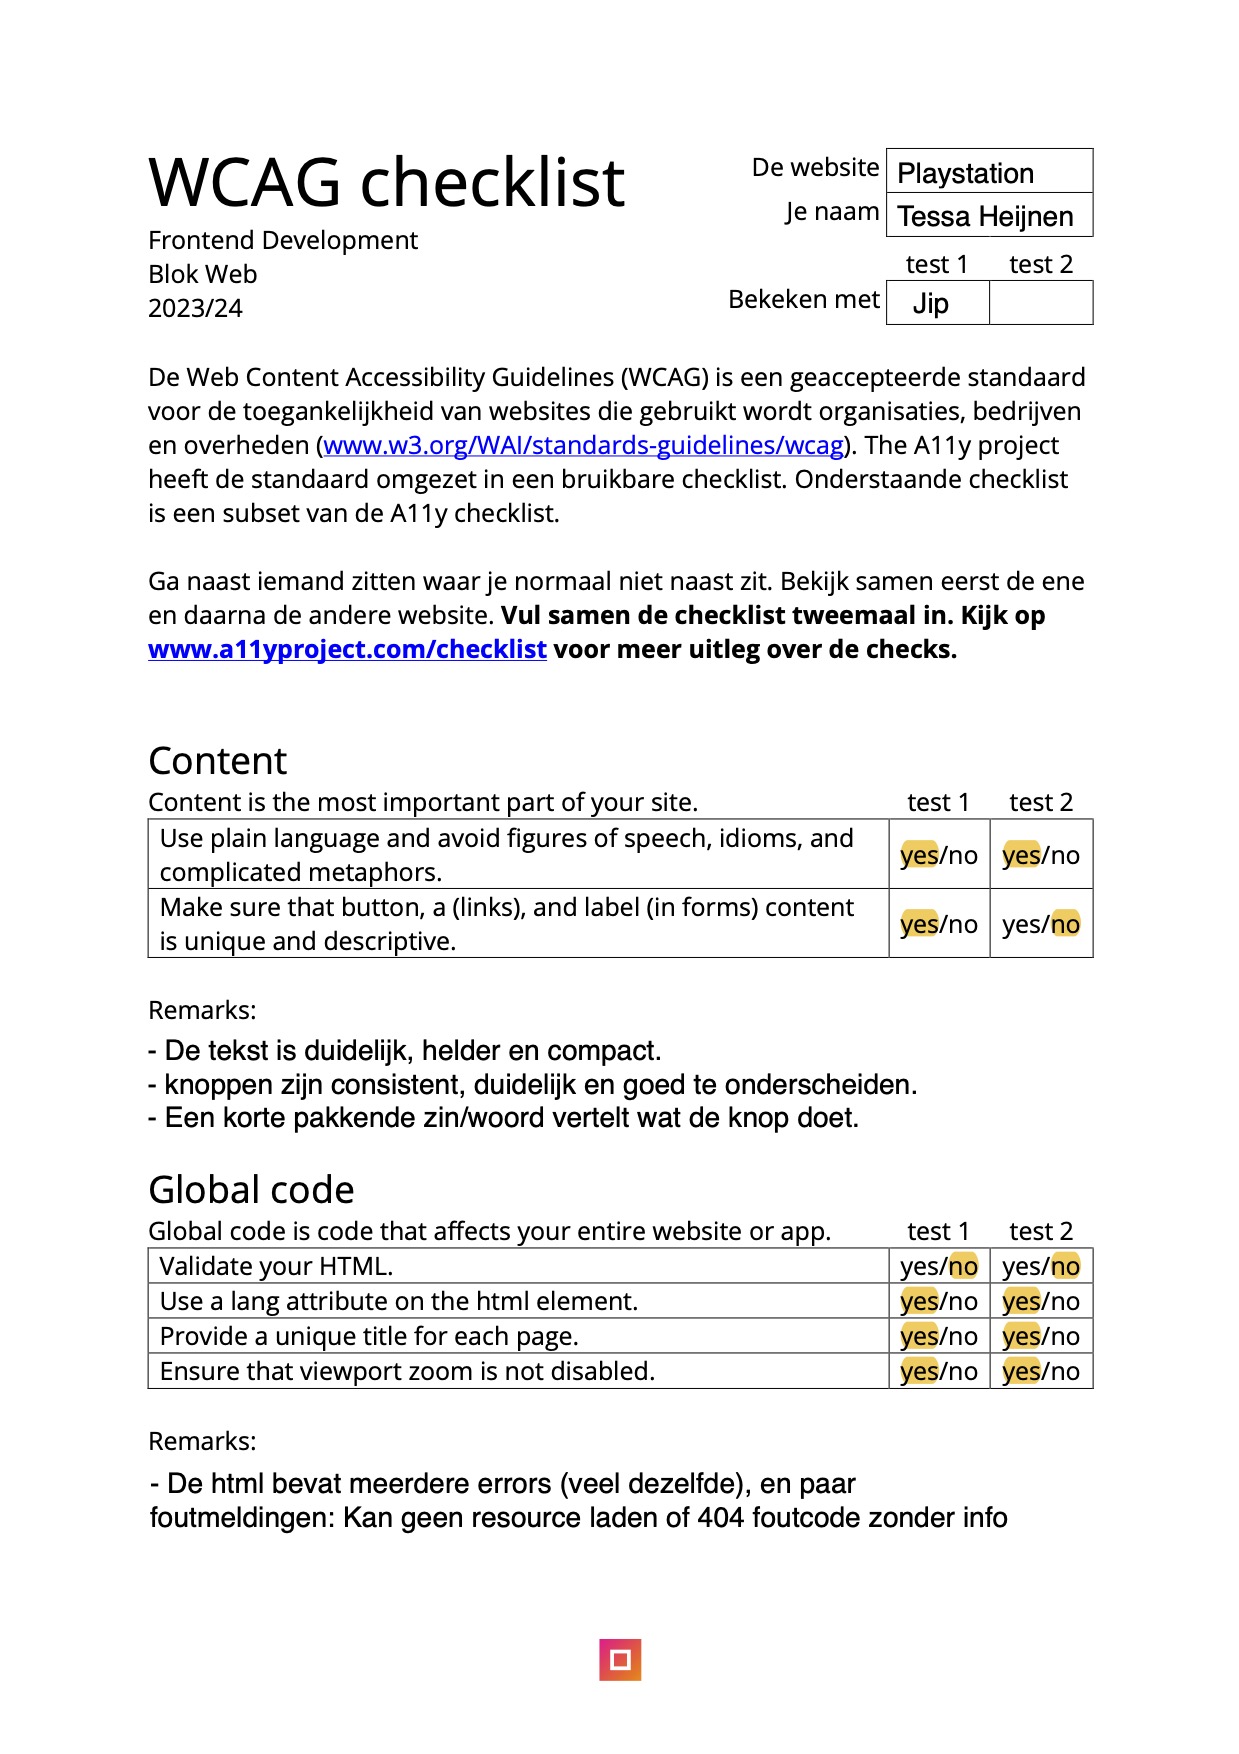 WCAG checklist
Frontend Development
Blok Web
2023/24
De website Playstation
Je naam Tessa Heijnen
test 1 test 2
Bekeken met Jip
De Web Content Accessibility Guidelines (WCAG) is een geaccepteerde standaard
voor de toegankelijkheid van websites die gebruikt wordt organisaties, bedrijven
en overheden (www.w3.org/WAI/standards-guidelines/wcag). The A11y project
heeft de standaard omgezet in een bruikbare checklist. Onderstaande checklist
is een subset van de A11y checklist.
Ga naast iemand zitten waar je normaal niet naast zit. Bekijk samen eerst de ene
en daarna de andere website. Vul samen de checklist tweemaal in. Kijk op
www.a11yproject.com/checklist voor meer uitleg over de checks.
Content
Content is the most important part of your site. test 1 test 2
Use plain language and avoid figures of speech, idioms, and
complicated metaphors. yes/no yes/no
Make sure that button, a (links), and label (in forms) content
is unique and descriptive. yes/no yes/no
Remarks:
- De tekst is duidelijk, helder en compact.
- knoppen zijn consistent, duidelijk en goed te onderscheiden.
- Een korte pakkende zin/woord vertelt wat de knop doet.
Global code
Global code is code that affects your entire website or app. test 1 test 2
Validate your HTML. yes/no yes/no
Use a lang attribute on the html element. yes/no yes/no
Provide a unique title for each page. yes/no yes/no
Ensure that viewport zoom is not disabled. yes/no yes/no
Remarks:
- De html bevat meerdere errors (veel dezelfde), en paar
foutmeldingen: Kan geen resource laden of 404 foutcode zonder info